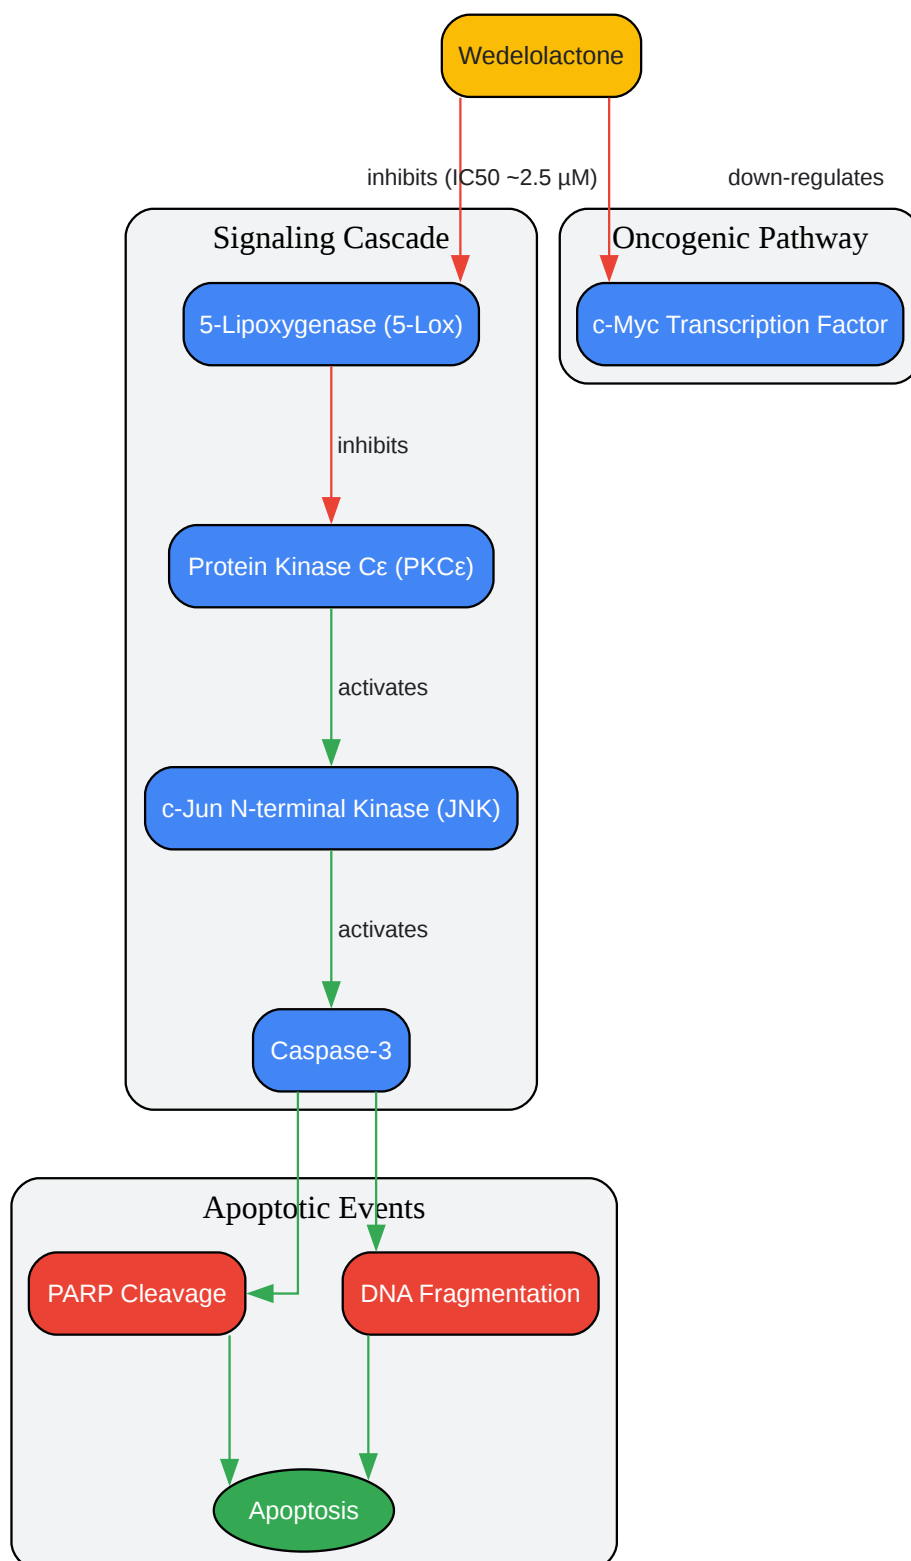 Wedelolactone
inhibits (IC50 ~2.5 µM)
down-regulates
Signaling Cascade
Oncogenic Pathway
5-Lipoxygenase (5-Lox)
c-Myc Transcription Factor
inhibits
Protein Kinase Cε (PKCε)
activates
c-Jun N-terminal Kinase (JNK)
activates
Caspase-3
Apoptotic Events
PARP Cleavage
DNA Fragmentation
Apoptosis